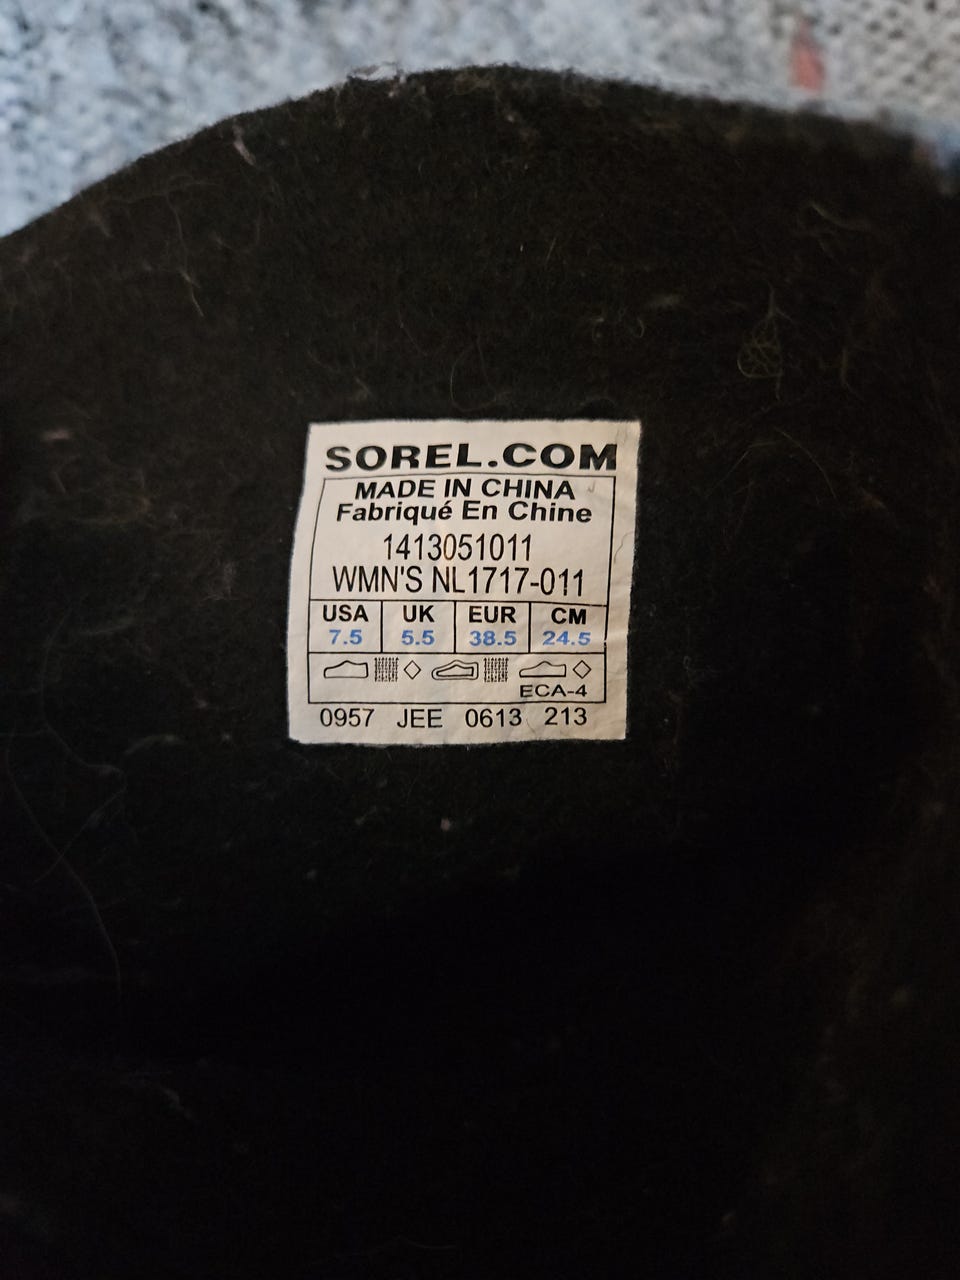 SOREL.COM
MADE IN CHINA
Fabriqué En Chine
1413051011
WMN'S NL1717-011
USA UK EUR CM
7.5 5.5 38.5 24.5
ECA-4
0957 JEE 0613 213